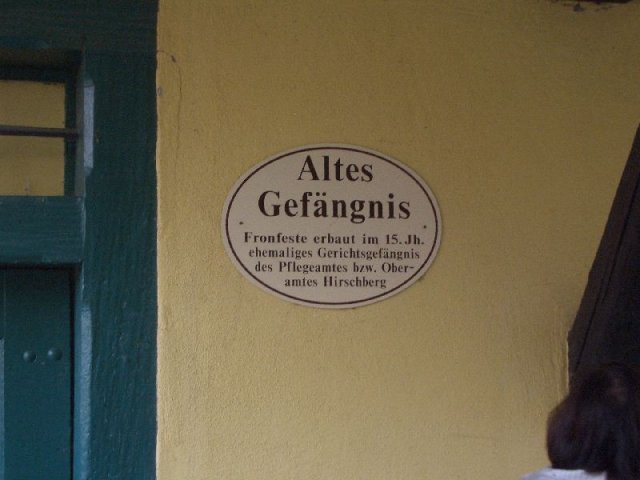 Altes
Gefängnis
Fronfeste erbaut im 15. Jh.
ehemaliges Gerichtsgefängnis
des Pflegeamtes bzw. Ober-
amtes Hirschberg